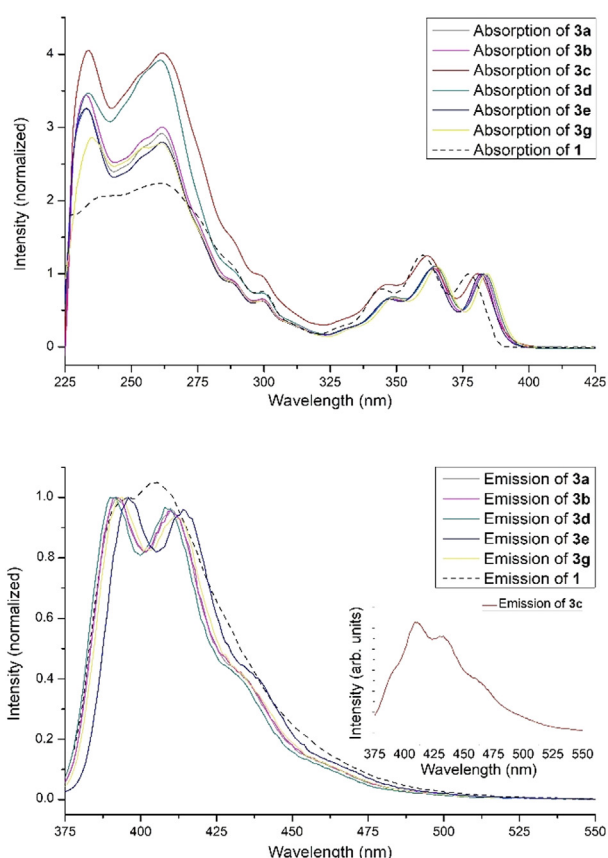 Absorption of 3a
Absorption of 3b
Absorption of 3c
Absorption of 3d
Absorption of 3e
Absorption of 3g
Absorption of 1
Intensity (normalized)
4
3
2
1
0
225 250 275 300 325 350 375 400 425
Wavelength (nm)
Emission of 3a
Emission of 3b
Emission of 3d
Emission of 3e
Emission of 3g
Emission of 1
Intensity (normalized)
1.0
0.8
0.6
0.4
0.2
0.0
Emission of 3c
Intensity (arb. units)
375 400 425 450 475 500 525 550
Wavelength (nm)
375 400 425 450 475 500 525 550
Wavelength (nm)